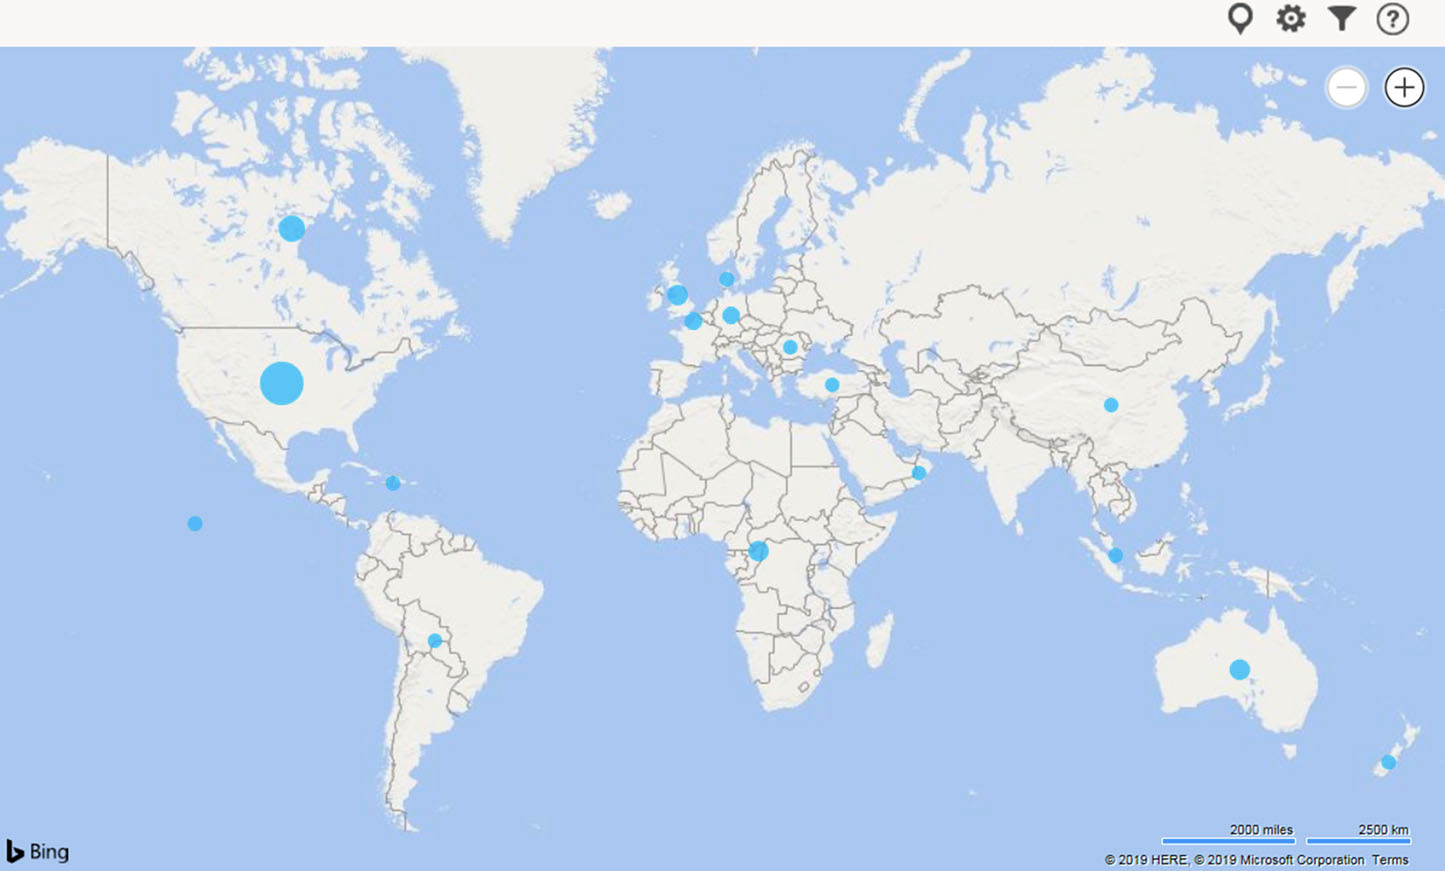 ?
Bing
2000 miles 2500 km
© 2019 HERE, © 2019 Microsoft Corporation Terms